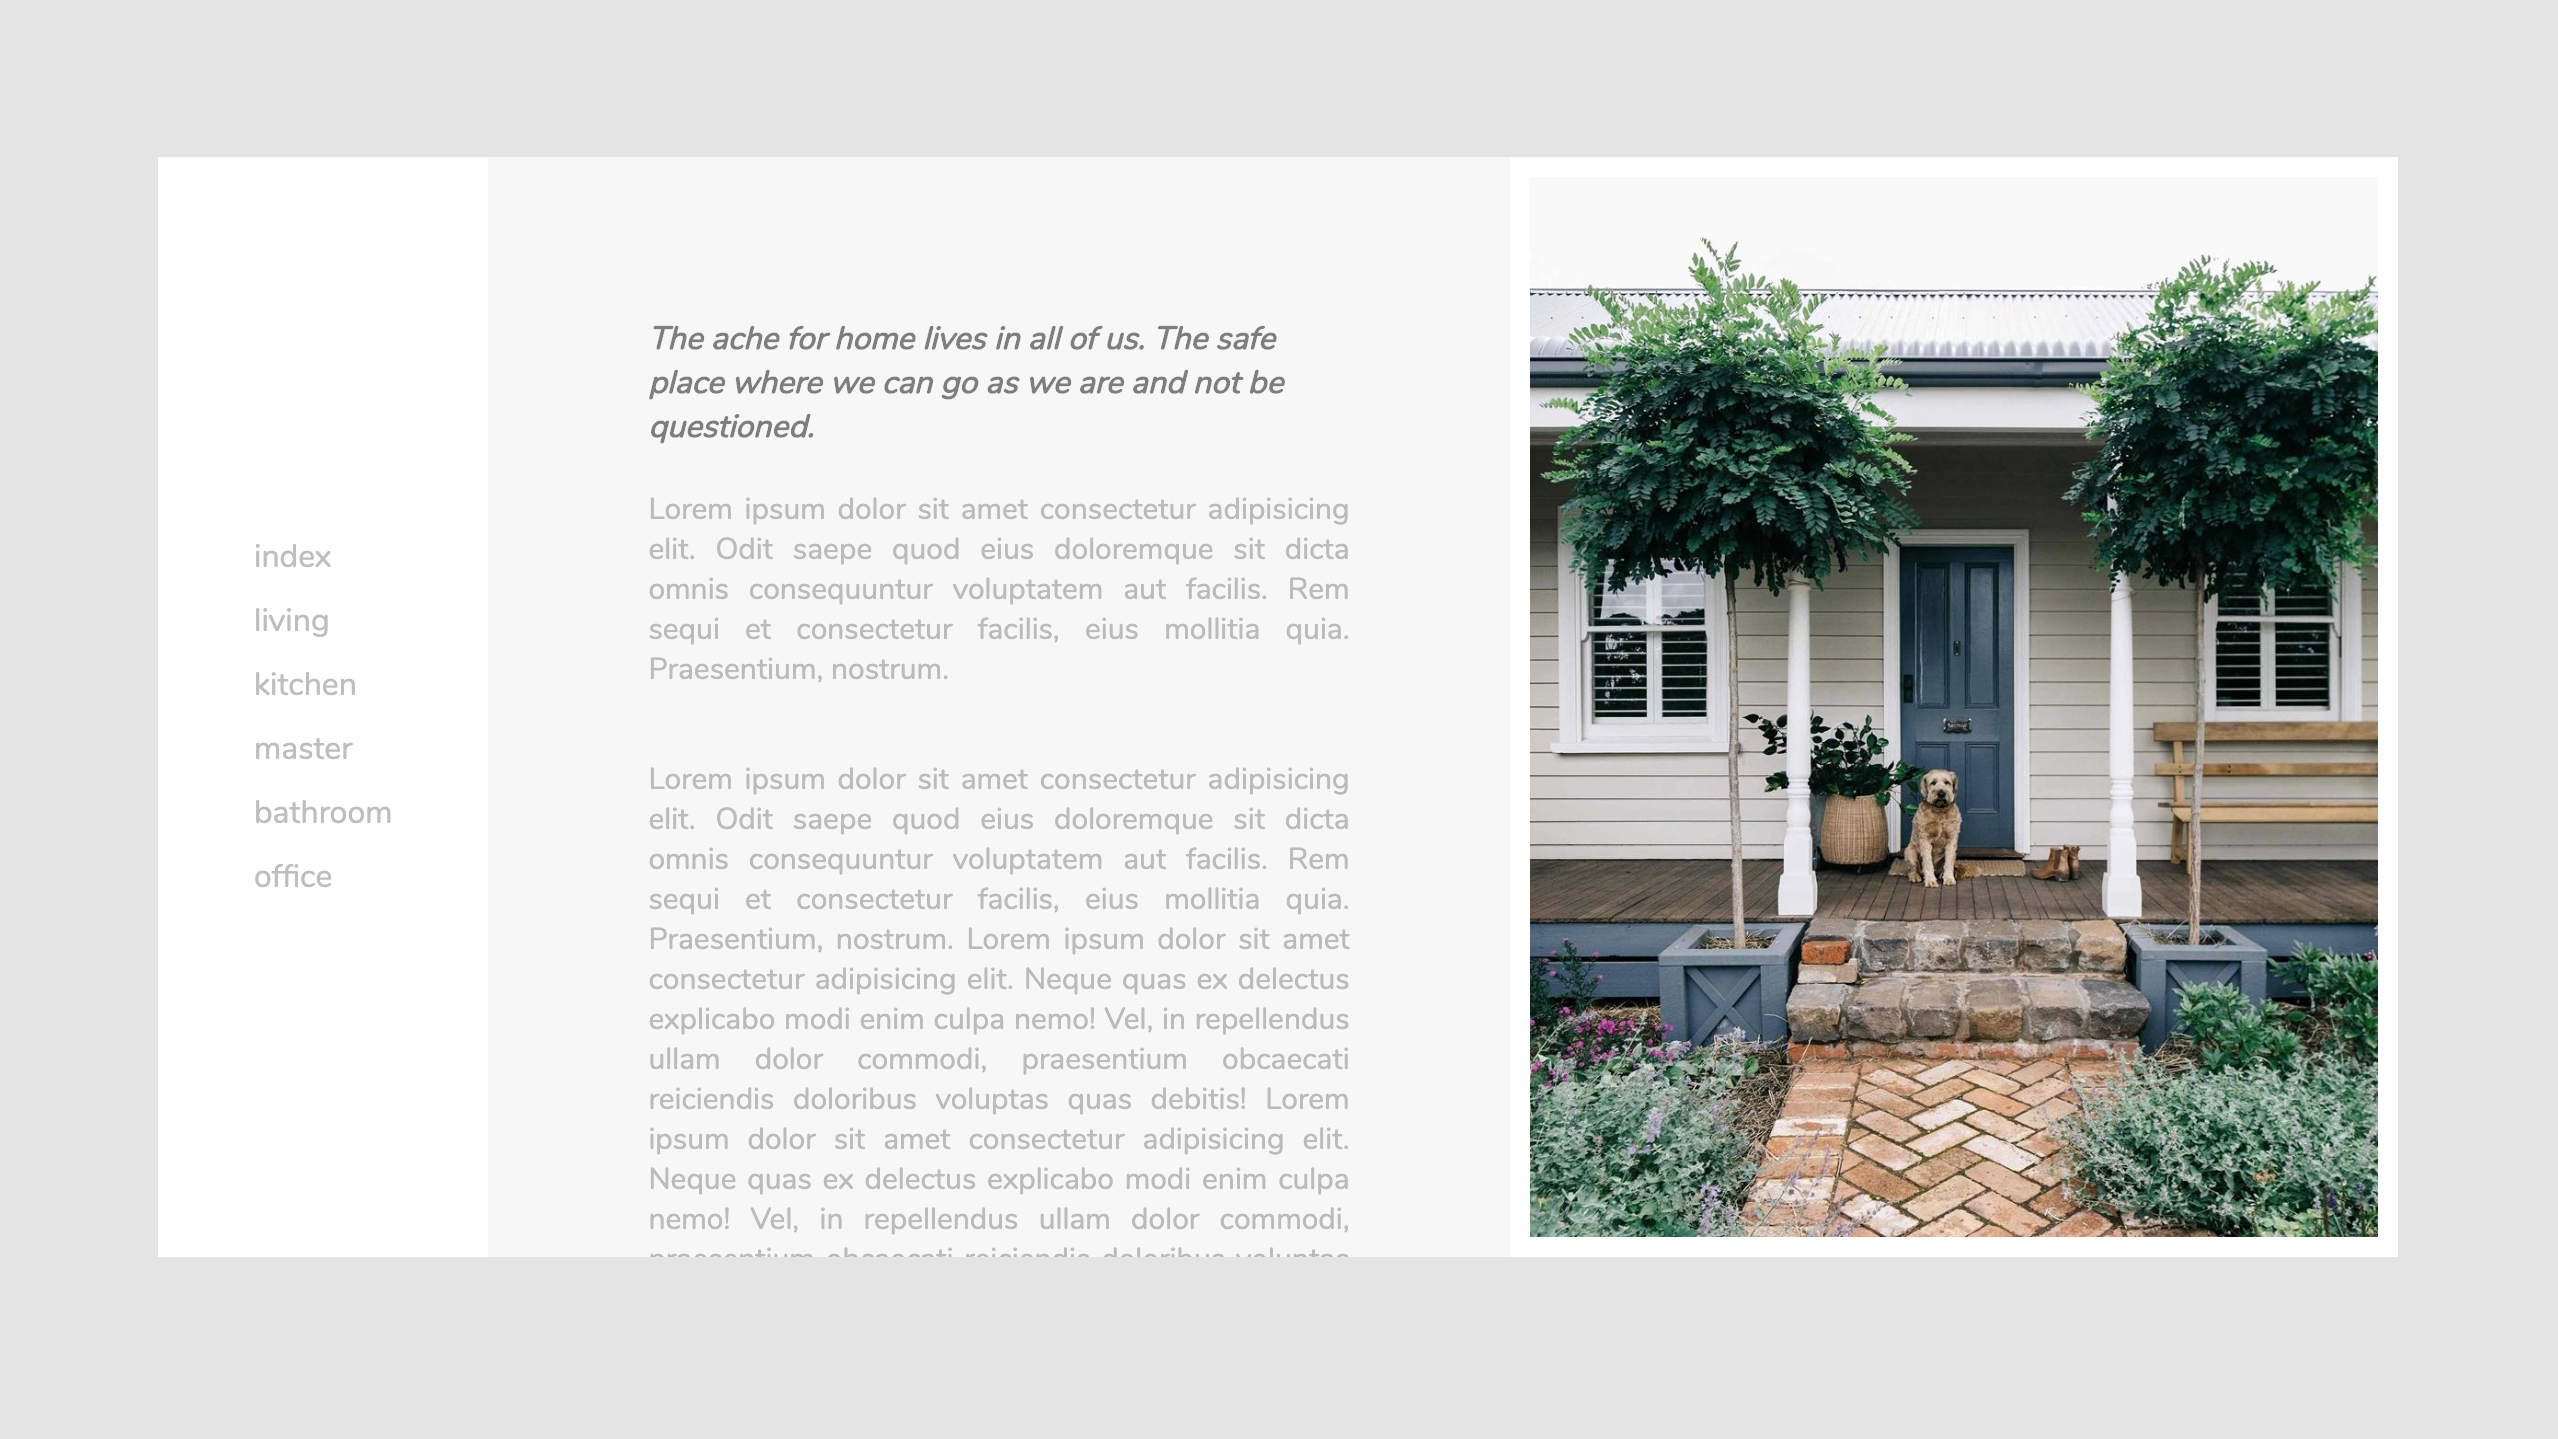 index
living
kitchen
master
bathroom
office
The ache for home lives in all of us. The safe
place where we can go as we are and not be
questioned.
Lorem ipsum dolor sit amet consectetur adipisicing
elit. Odit saepe quod eius doloremque sit dicta
omnis consequuntur voluptatem aut facilis. Rem
sequi et consectetur facilis, eius mollitia quia.
Praesentium, nostrum.
Lorem ipsum dolor sit amet consectetur adipisicing
elit. Odit saepe quod eius doloremque sit dicta
omnis consequuntur voluptatem aut facilis. Rem
sequi et consectetur facilis, eius mollitia quia.
Praesentium, nostrum. Lorem ipsum dolor sit amet
consectetur adipisicing elit. Neque quas ex delectus
explicabo modi enim culpa nemo! Vel, in repellendus
ullam dolor commodi, praesentium obcaecati
reiciendis doloribus voluptas quas debitis! Lorem
ipsum dolor sit amet consectetur adipisicing elit.
Neque quas ex delectus explicabo modi enim culpa
nemo! Vel, in repellendus ullam dolor commodi,
praesentium obcaecati reiciendis doloribus voluptas